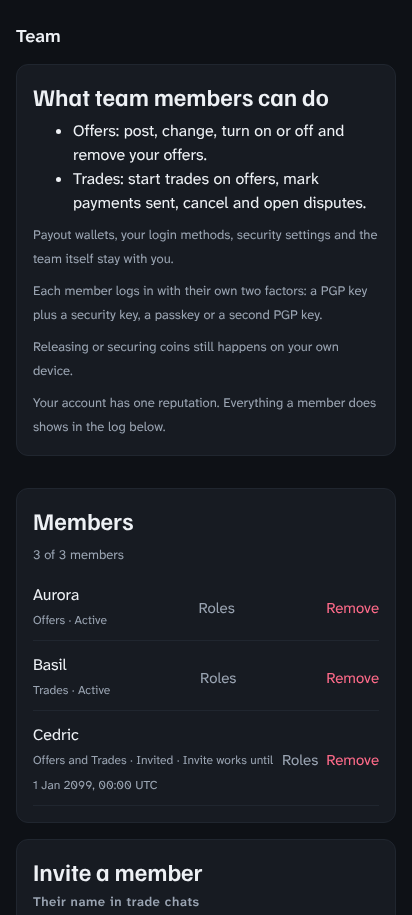 Team
What team members can do
• Offers: post, change, turn on or off and
remove your offers.
• Trades: start trades on offers, mark
payments sent, cancel and open disputes.
Payout wallets, your login methods, security settings and the
team itself stay with you.
Each member logs in with their own two factors: a PGP key
plus a security key, a passkey or a second PGP key.
Releasing or securing coins still happens on your own
device.
Your account has one reputation. Everything a member does
shows in the log below.
Members
3 of 3 members
Aurora
Offers · Active
Roles
Remove
Basil
Trades · Active
Roles
Remove
Cedric
Offers and Trades · Invited · Invite works until
1 Jan 2099, 00:00 UTC
Roles
Remove
Invite a member
Their name in trade chats